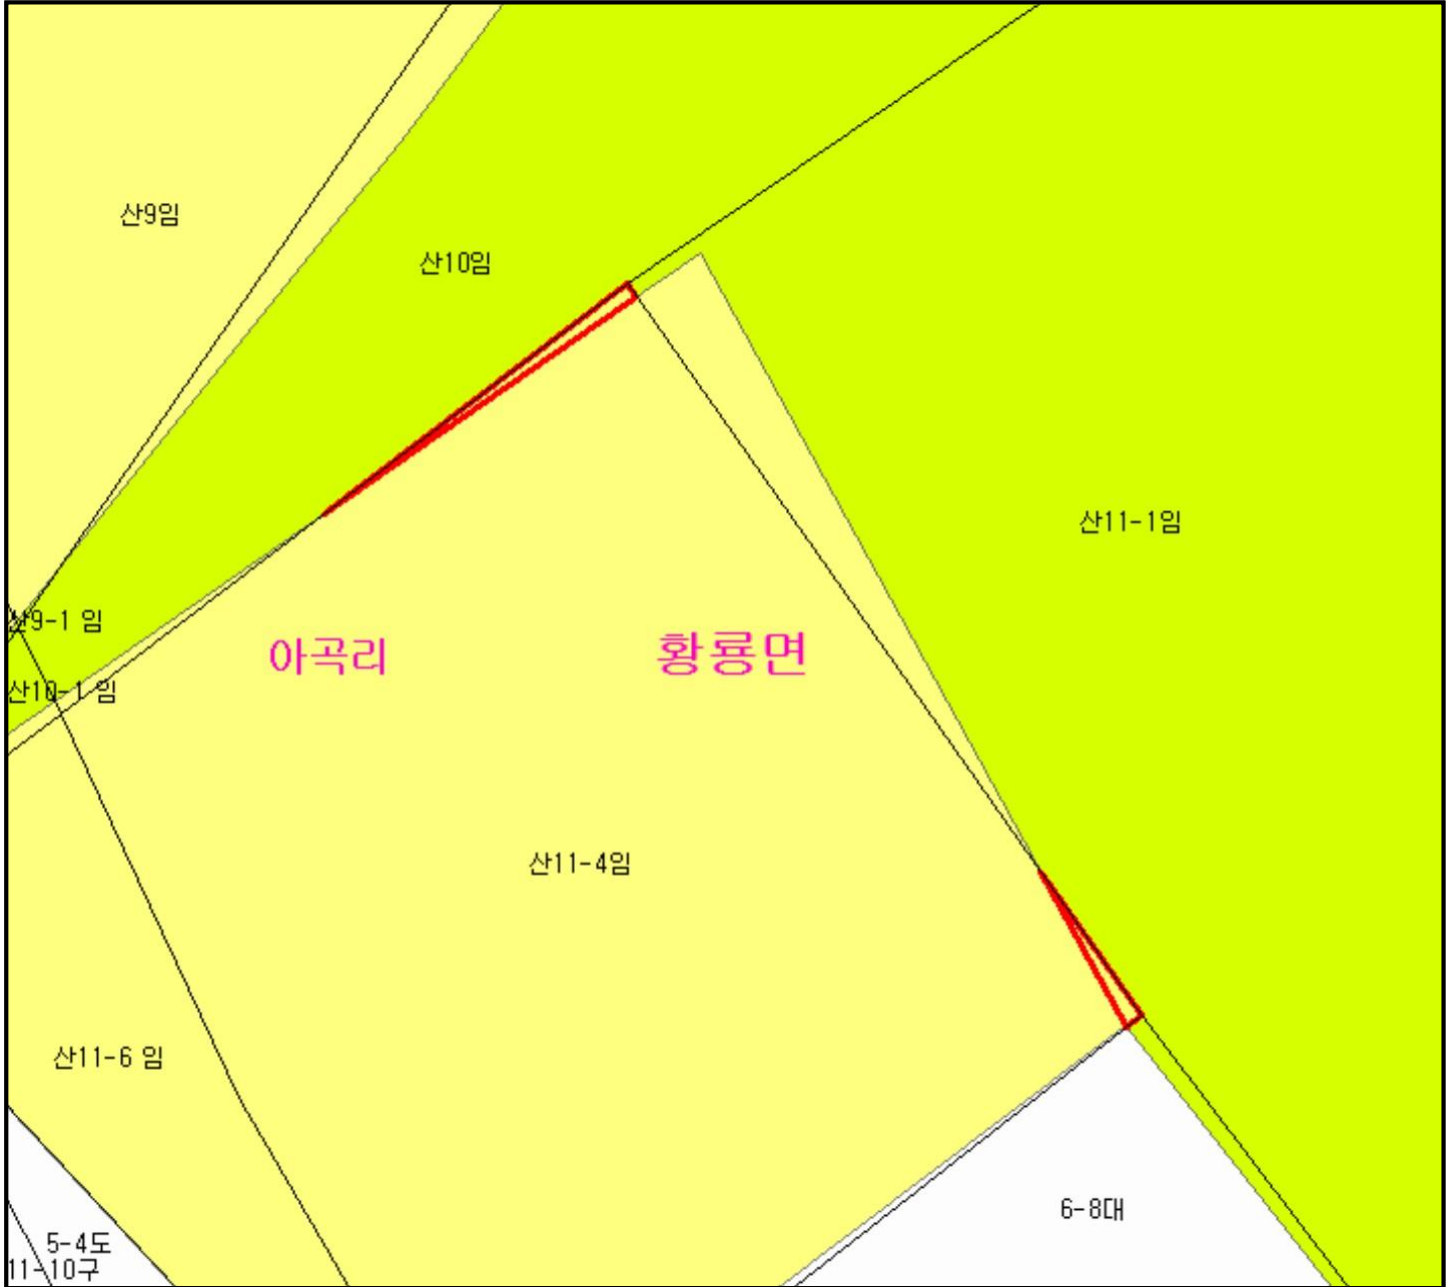 산9임
산10임
산11-1임
산9-1 임
아곡리
황룡면
산10-1 임
산11-4임
산11-6 임
6-8대
5-4도
11-10구